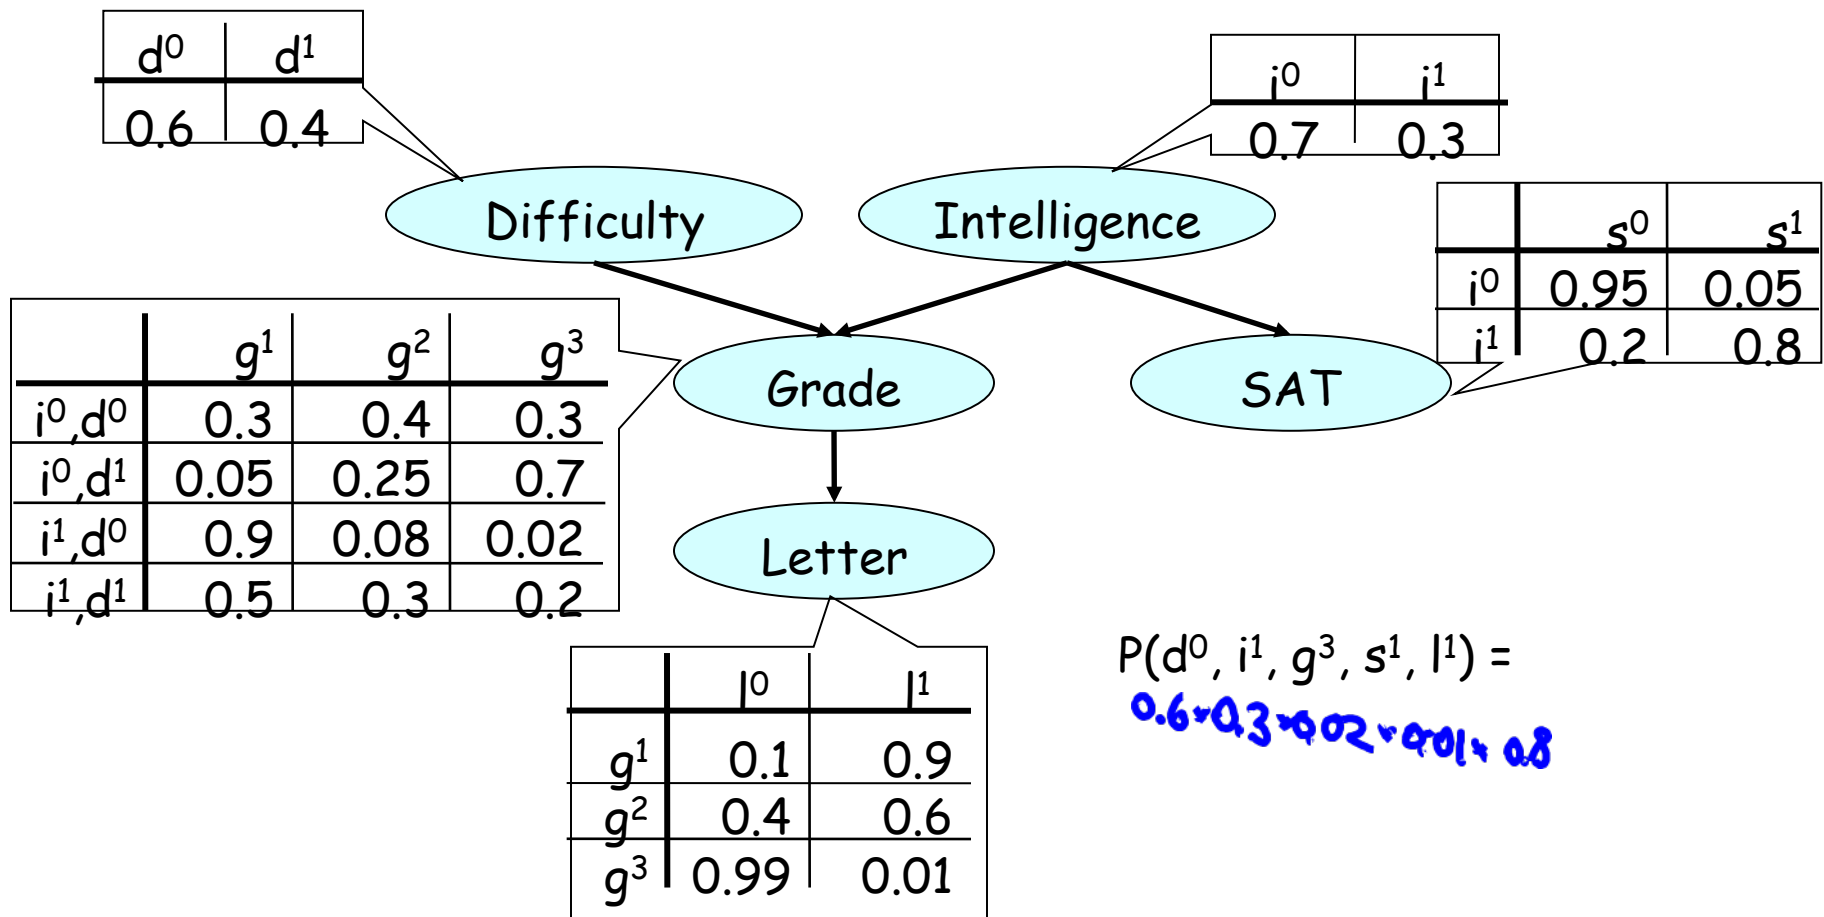 d⁰ d¹
0.6 0.4
i⁰ i¹
0.7 0.3
Difficulty
Intelligence
s⁰ s¹
i⁰ 0.95 0.05
i¹ 0.2 0.8
g¹ g² g³
i⁰,d⁰ 0.3 0.4 0.3
i⁰,d¹ 0.05 0.25 0.7
i¹,d⁰ 0.9 0.08 0.02
i¹,d¹ 0.5 0.3 0.2
Grade
SAT
Letter
l⁰ l¹
g¹ 0.1 0.9
g² 0.4 0.6
g³ 0.99 0.01
P(d⁰, i¹, g³, s¹, l¹) =
0.6×0.3×0.02×0.01×0.8